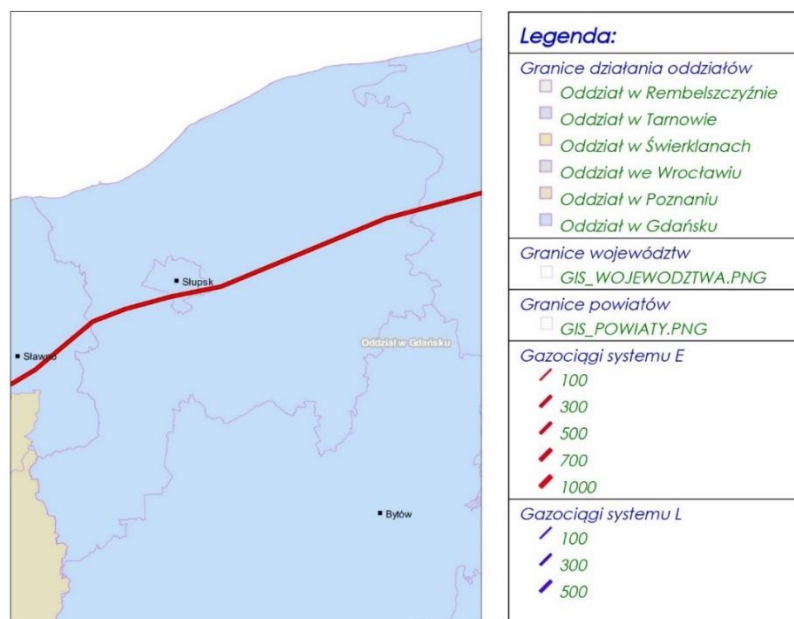 Słupsk
Sławno
Oddział w Gdańsku
Bytów
Legenda:
Granice działania oddziałów
Oddział w Rembelszczyźnie
Oddział w Tarnowie
Oddział w Świerklanach
Oddział we Wrocławiu
Oddział w Poznaniu
Oddział w Gdańsku
Granice województw
GIS_WOJEWODZTWA.PNG
Granice powiatów
GIS_POWIATY.PNG
Gazociągi systemu E
100
300
500
700
1000
Gazociągi systemu L
100
300
500